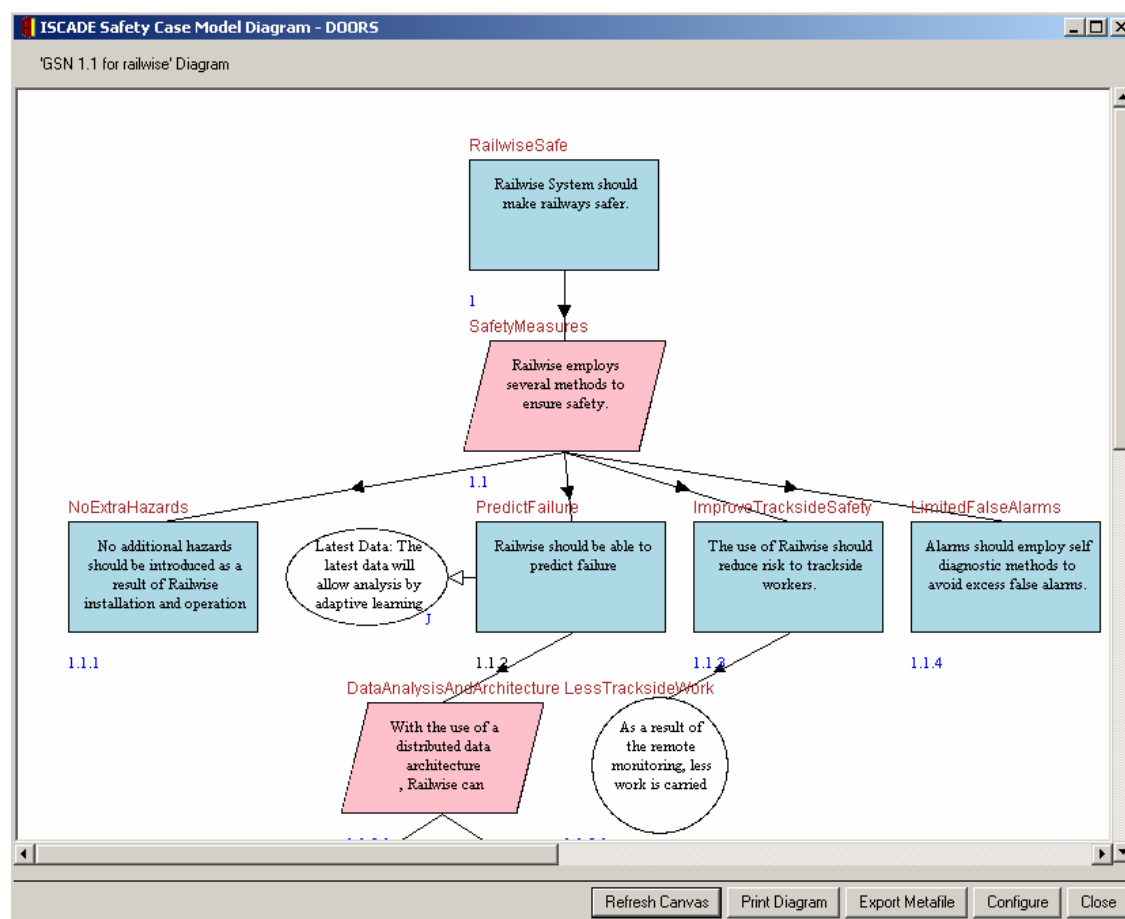 ISCADE Safety Case Model Diagram - DOORS
'GSN 1.1 for railwise' Diagram
RailwiseSafe
Railwise System should
make railways safer.
1
SafetyMeasures
Railwise employs
several methods to
ensure safety.
1.1
NoExtraHazards
No additional hazards
should be introduced as a
result of Railwise
installation and operation
1.1.1
Latest Data: The
latest data will
allow analysis by
adaptive learning
J
PredictFailure
Railwise should be able to
predict failure
1.1.2
ImproveTracksideSafety
The use of Railwise should
reduce risk to trackside
workers.
1.1.3
LimitedFalseAlarms
Alarms should employ self
diagnostic methods to
avoid excess false alarms.
1.1.4
DataAnalysisAndArchitecture
With the use of a
distributed data
architecture
, Railwise can
LessTracksideWork
As a result of
the remote
monitoring, less
work is carried
Refresh Canvas
Print Diagram
Export Metafile
Configure
Close